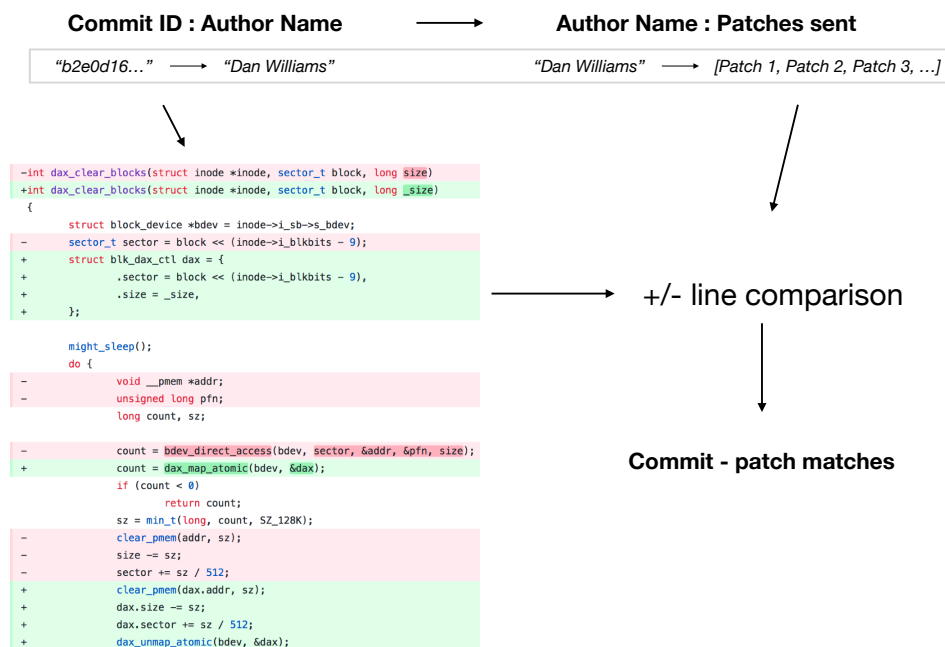 Commit ID : Author Name
Author Name : Patches sent
“b2e0d16…”
“Dan Williams”
“Dan Williams”
[Patch 1, Patch 2, Patch 3, …]
-int dax_clear_blocks(struct inode *inode, sector_t block, long size)
+int dax_clear_blocks(struct inode *inode, sector_t block, long _size)
{
struct block_device *bdev = inode->i_sb->s_bdev;
- sector_t sector = block << (inode->i_blkbits - 9);
+ struct blk_dax_ctl dax = {
+ .sector = block << (inode->i_blkbits - 9),
+ .size = _size,
+ };
might_sleep();
do {
- void __pmem *addr;
- unsigned long pfn;
long count, sz;
- count = bdev_direct_access(bdev, sector, &addr, &pfn, size);
+ count = dax_map_atomic(bdev, &dax);
if (count < 0)
return count;
sz = min_t(long, count, SZ_128K);
- clear_pmem(addr, sz);
- size -= sz;
- sector += sz / 512;
+ clear_pmem(dax.addr, sz);
+ dax.size -= sz;
+ dax.sector += sz / 512;
+ dax_unmap_atomic(bdev, &dax);
+/- line comparison
Commit - patch matches